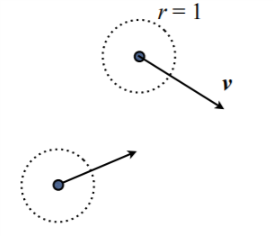 r = 1
v